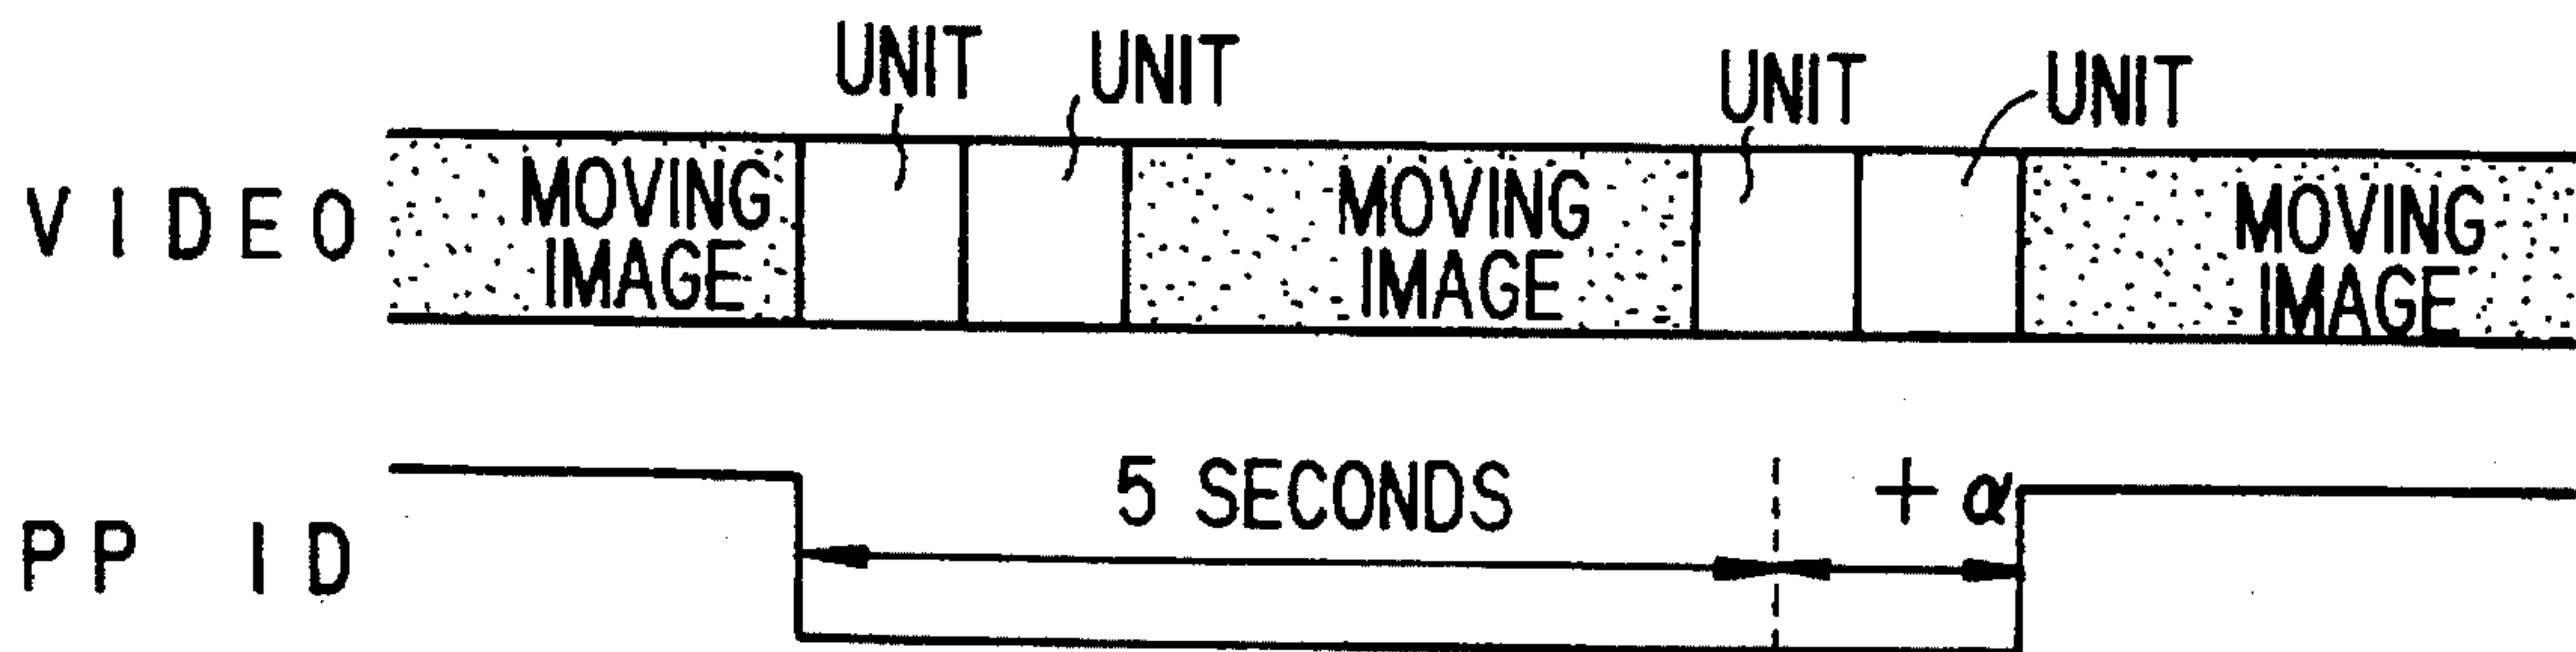 UNIT UNIT UNIT UNIT
VIDEO MOVING IMAGE MOVING IMAGE MOVING IMAGE
5 SECONDS + α
PP ID